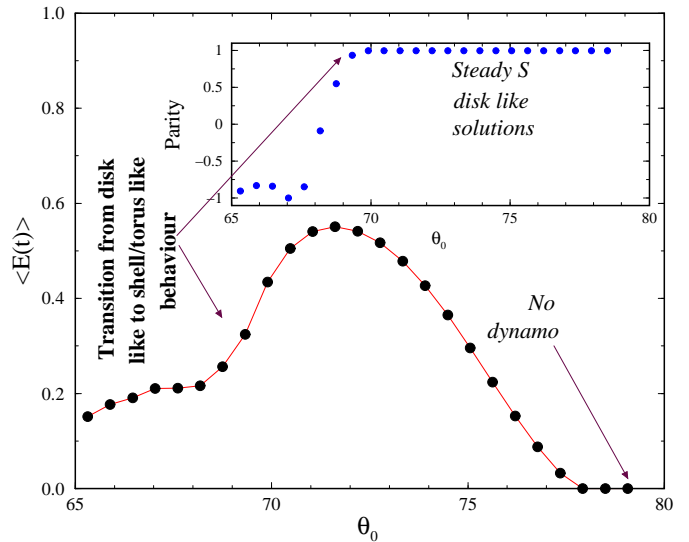 1.0
0.8
0.6
0.4
0.2
0.0
<E(t)>
65
70
75
80
θ0
Transition from disk
like to shell/torus like
behaviour
No
dynamo
1
0.5
0
−0.5
−1
Parity
65
70
75
80
θ0
Steady S
disk like
solutions